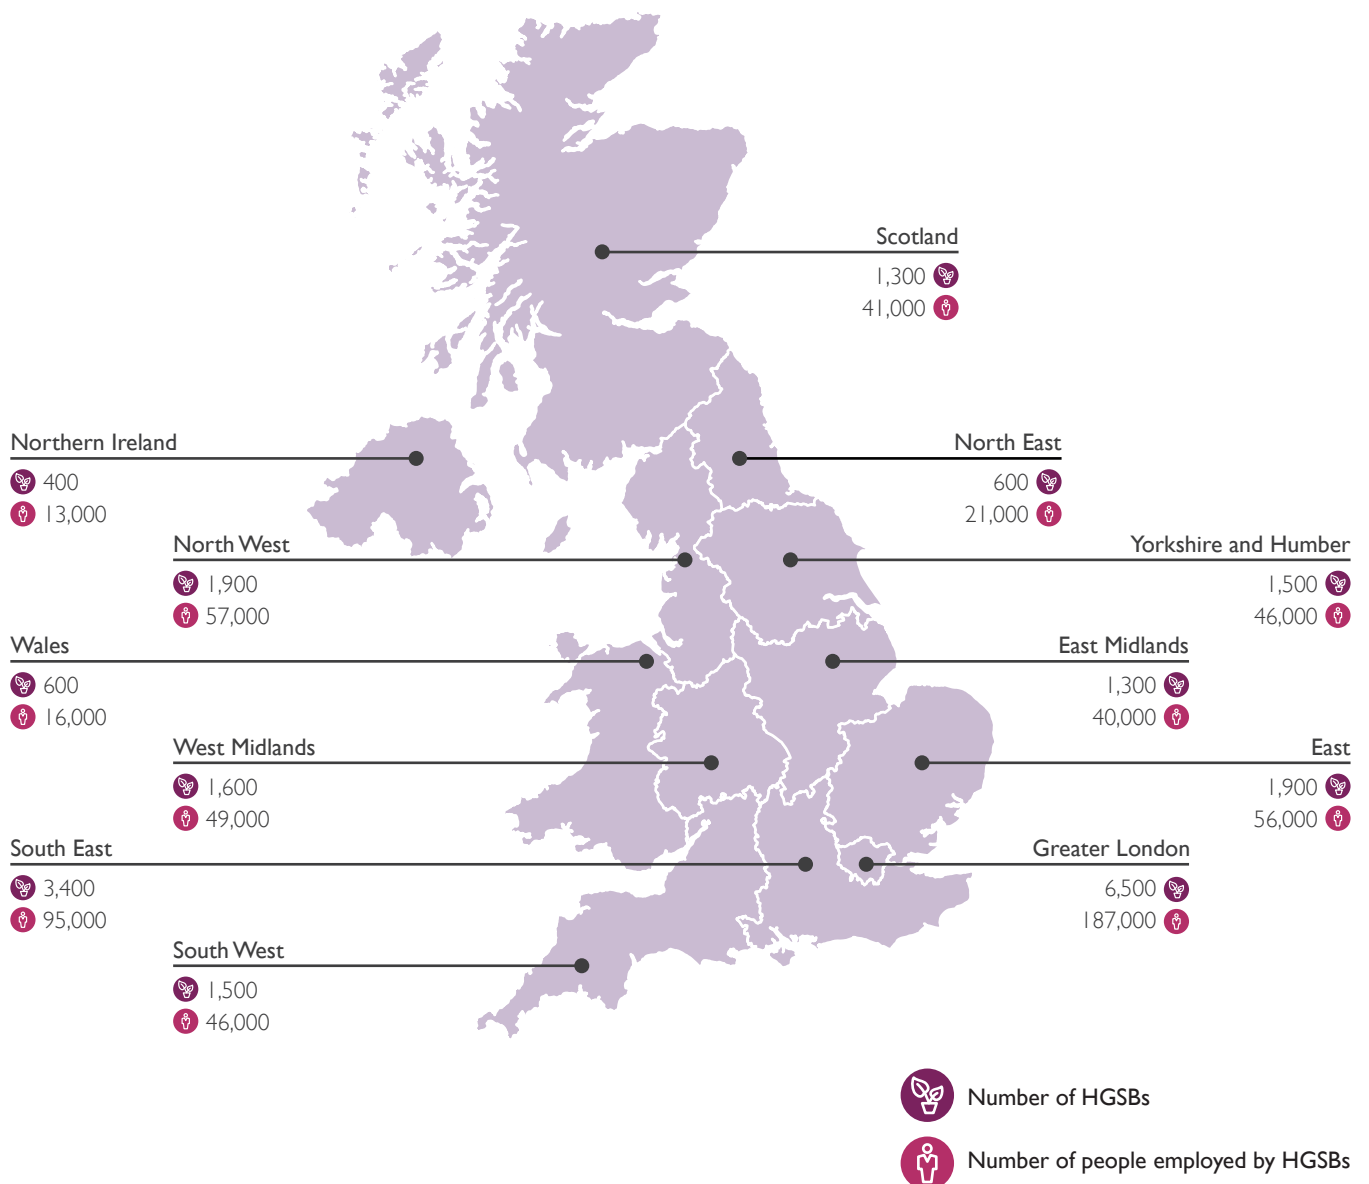 Scotland
1,300
41,000
Northern Ireland
400
13,000
North East
600
21,000
North West
1,900
57,000
Yorkshire and Humber
1,500
46,000
Wales
600
16,000
East Midlands
1,300
40,000
West Midlands
1,600
49,000
East
1,900
56,000
South East
3,400
95,000
Greater London
6,500
187,000
South West
1,500
46,000
Number of HGSBs
Number of people employed by HGSBs